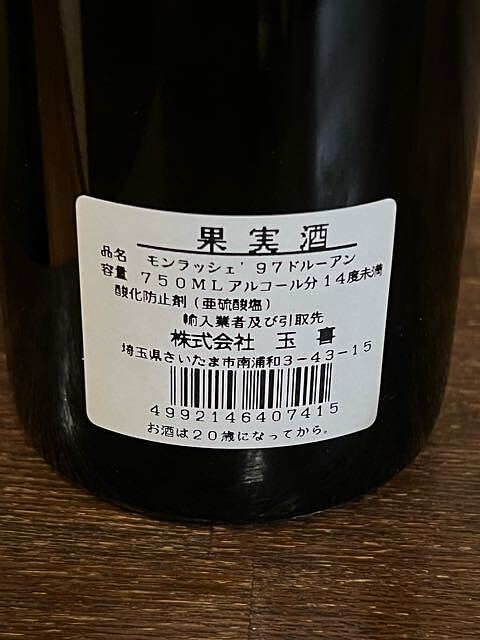 果実酒
品名 モンラッシェ'97ドルーアン
容量 750MLアルコール分14度未満
酸化防止剤(亜硫酸塩)
輸入業者及び引取先
株式会社 玉喜
埼玉県さいたま市南浦和3-43-15
4992146407415
お酒は20歳になってから。